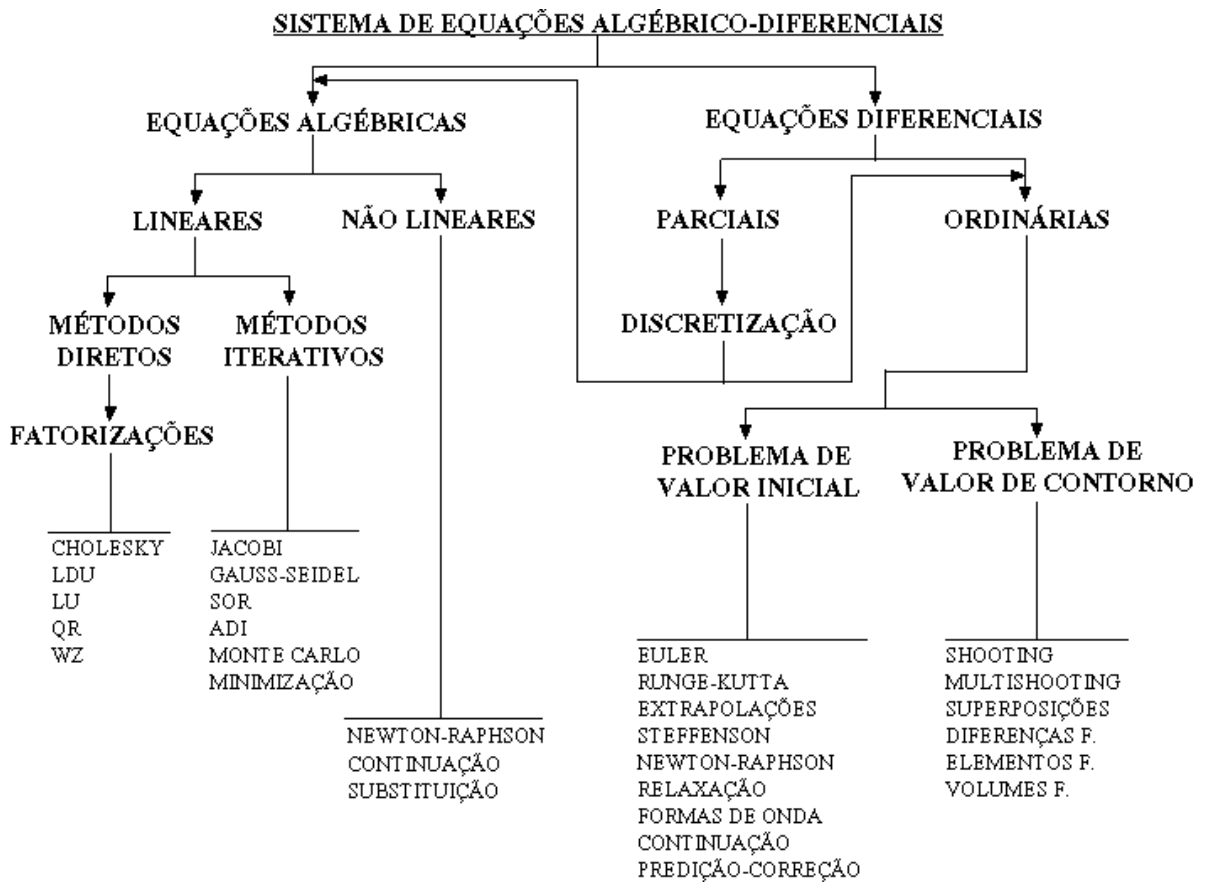 SISTEMA DE EQUAÇÕES ALGÉBRICO-DIFERENCIAIS
EQUAÇÕES ALGÉBRICAS
EQUAÇÕES DIFERENCIAIS
LINEARES
NÃO LINEARES
PARCIAIS
ORDINÁRIAS
MÉTODOS
DIRETOS
MÉTODOS
ITERATIVOS
DISCRETIZAÇÃO
FATORIZAÇÕES
PROBLEMA DE
VALOR INICIAL
PROBLEMA DE
VALOR DE CONTORNO
CHOLESKY
LDU
LU
QR
WZ
JACOBI
GAUSS-SEIDEL
SOR
ADI
MONTE CARLO
MINIMIZAÇÃO
NEWTON-RAPHSON
CONTINUAÇÃO
SUBSTITUIÇÃO
EULER
RUNGE-KUTTA
EXTRAPOLAÇÕES
STEFFENSON
NEWTON-RAPHSON
RELAXAÇÃO
FORMAS DE ONDA
CONTINUAÇÃO
PREDIÇÃO-CORREÇÃO
SHOOTING
MULTISHOOTING
SUPERPOSIÇÕES
DIFERENÇAS F.
ELEMENTOS F.
VOLUMES F.